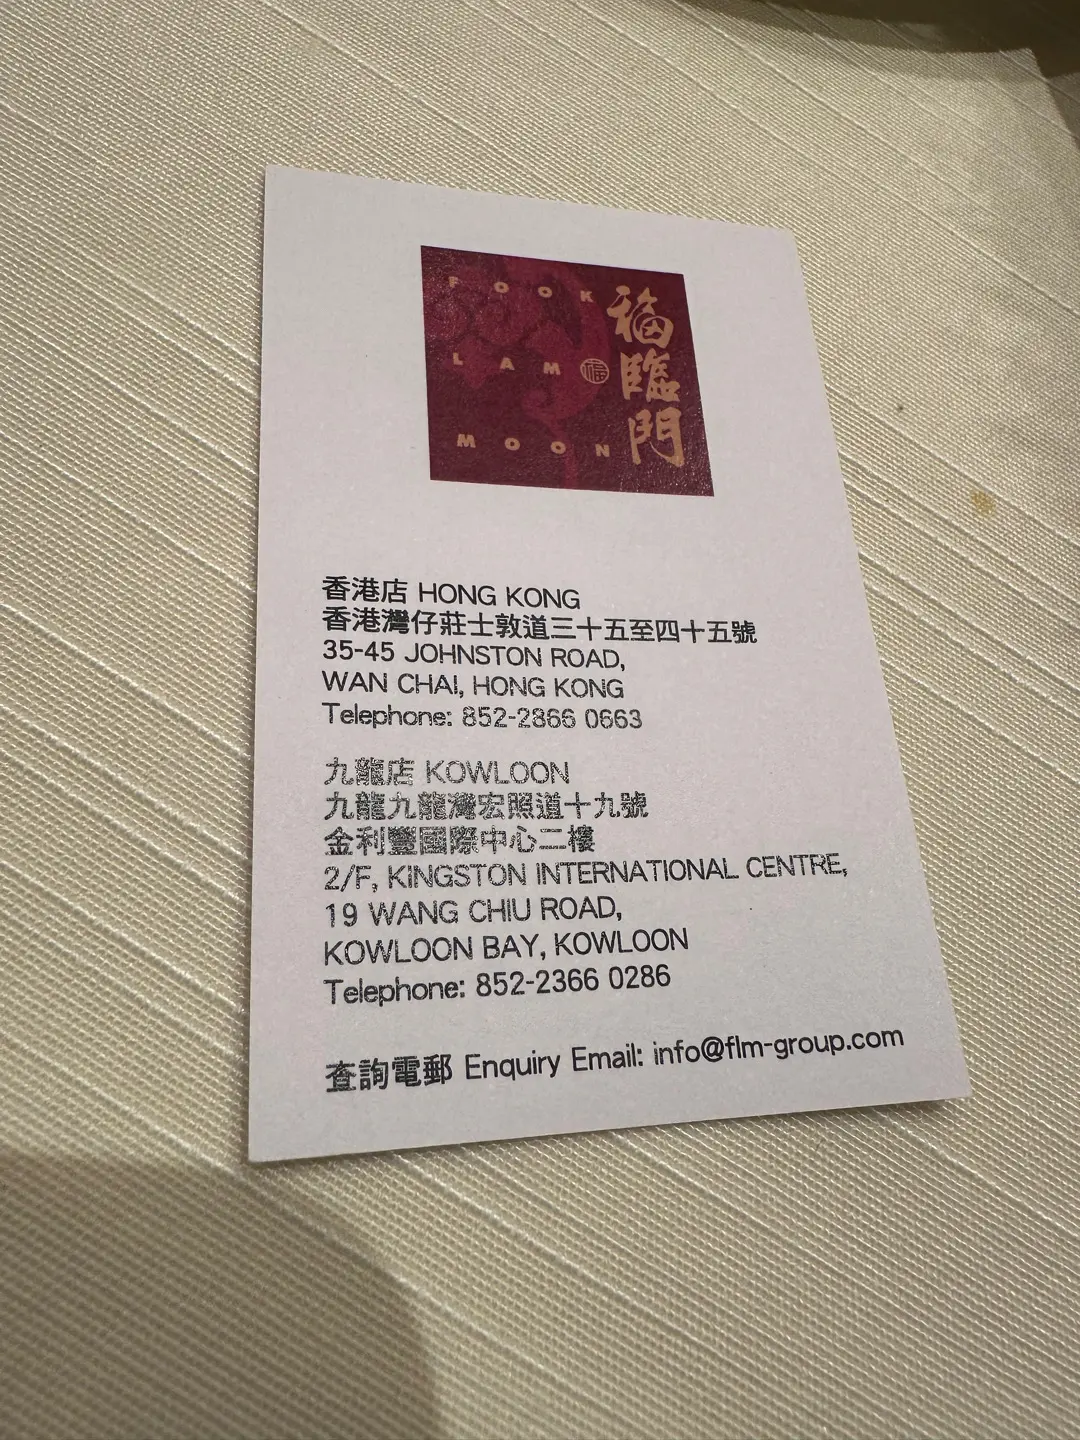 FOOK
LAM
MOON
福
福臨門
香港店 HONG KONG
香港灣仔莊士敦道三十五至四十五號
35-45 JOHNSTON ROAD,
WAN CHAI, HONG KONG
Telephone: 852-2866 0663
九龍店 KOWLOON
九龍九龍灣宏照道十九號
金利豐國際中心二樓
2/F, KINGSTON INTERNATIONAL CENTRE,
19 WANG CHIU ROAD,
KOWLOON BAY, KOWLOON
Telephone: 852-2366 0286
查詢電郵 Enquiry Email: info@flm-group.com